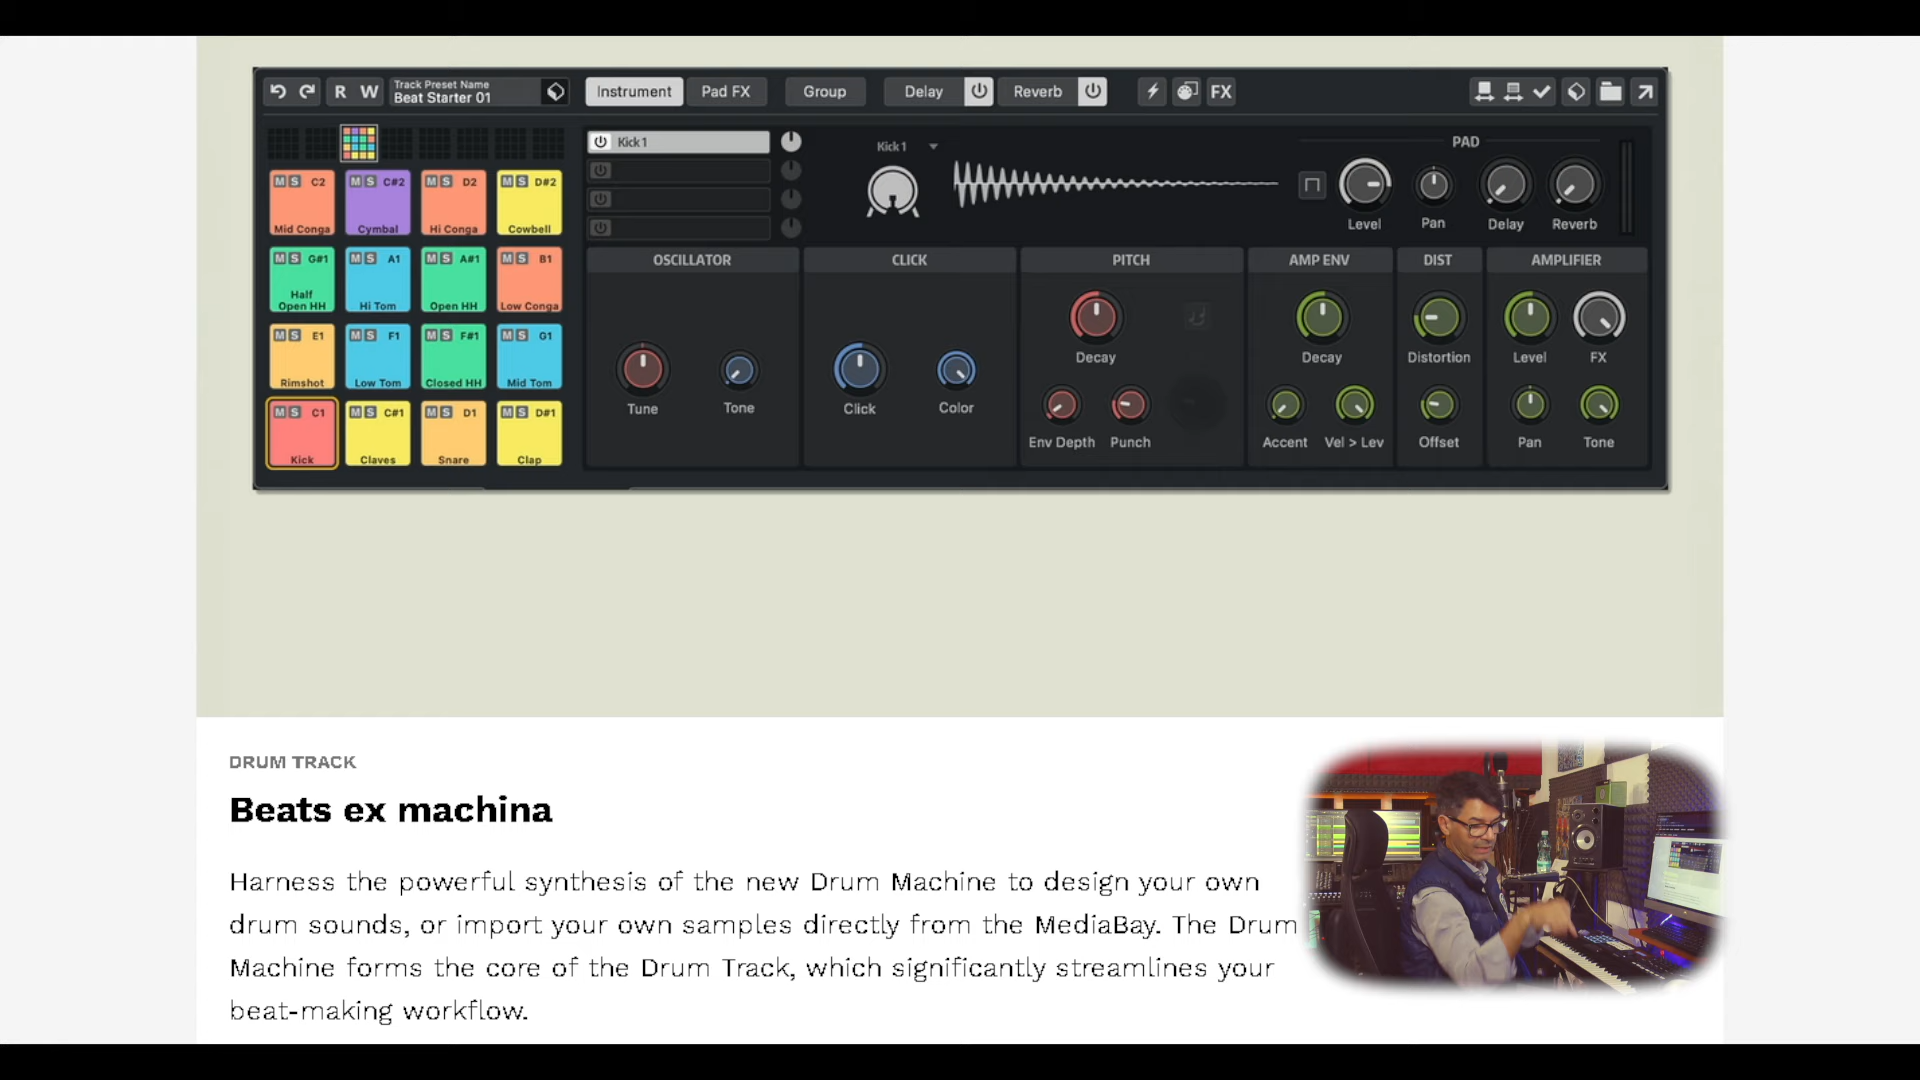 R W Track Preset Name
Beat Starter 01
Instrument Pad FX Group Delay Reverb FX
M S C2 Mid Conga
M S C#2 Cymbal
M S D2 Hi Conga
M S D#2 Cowbell
M S G#1 Half Open HH
M S A1 Hi Tom
M S A#1 Open HH
M S B1 Low Conga
M S E1 Rimshot
M S F1 Low Tom
M S F#1 Closed HH
M S G1 Mid Tom
M S C1 Kick
M S C#1 Claves
M S D1 Snare
M S D#1 Clap
Kick1
Kick1
PAD
Level Pan Delay Reverb
OSCILLATOR
Tune Tone
CLICK
Click Color
PITCH
Decay
Env Depth Punch
AMP ENV
Decay
Accent Vel > Lev
DIST
Distortion
Offset
AMPLIFIER
Level FX
Pan Tone
DRUM TRACK
Beats ex machina
Harness the powerful synthesis of the new Drum Machine to design your own
drum sounds, or import your own samples directly from the MediaBay. The Drum
Machine forms the core of the Drum Track, which significantly streamlines your
beat-making workflow.